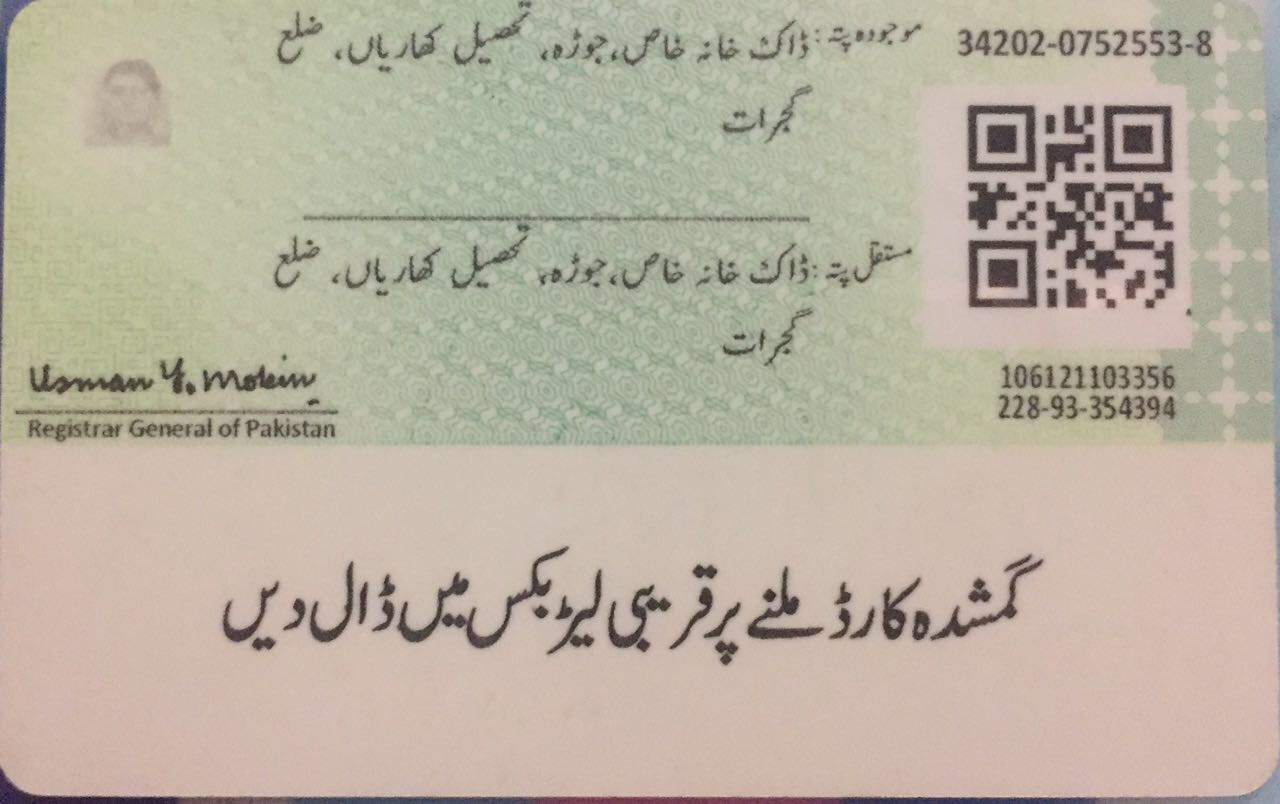 34202-0752553-8
موجودہ پتہ: ڈاک خانہ خاص، جوڑہ، تحصیل کھاریاں، ضلع
گجرات
مستقل پتہ: ڈاک خانہ خاص، جوڑہ، تحصیل کھاریاں، ضلع
گجرات
106121103356
228-93-354394
Usman Y. Mobin
Registrar General of Pakistan
گمشدہ کارڈ ملنے پر قریبی لیٹر بکس میں ڈال دیں